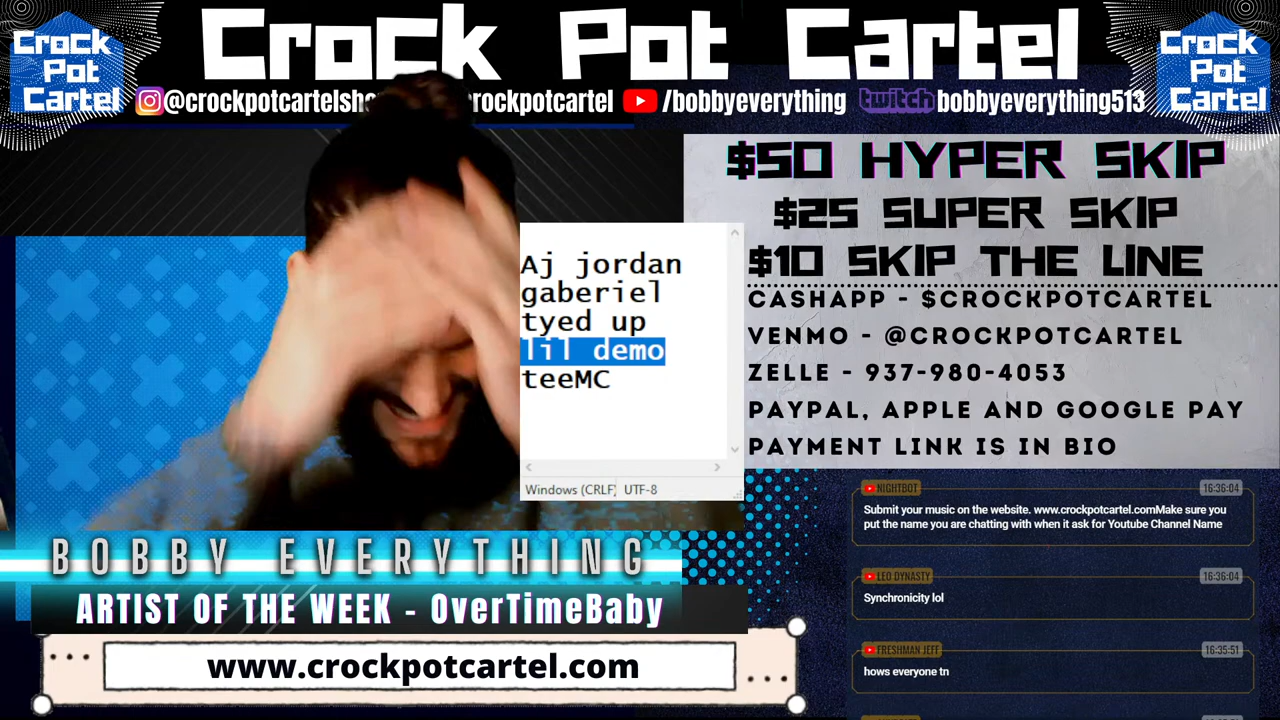 Crock Pot Cartel
Crock
Pot
Cartel
Crock
Pot
Cartel
@crockpotcartelsho
crockpotcartel
/bobbyeverything
twitch bobbyeverything513
$50 HYPER SKIP
$25 SUPER SKIP
$10 SKIP THE LINE
CASHAPP - $CROCKPOTCARTEL
VENMO - @CROCKPOTCARTEL
ZELLE - 937-980-4053
PAYPAL, APPLE AND GOOGLE PAY
PAYMENT LINK IS IN BIO
Aj jordan
gaberiel
tyed up
lil demo
teeMC
Windows (CRLF) UTF-8
NIGHTBOT 16:36:04
Submit your music on the website. www.crockpotcartel.comMake sure you
put the name you are chatting with when it ask for Youtube Channel Name
LEO DYNASTY 16:36:04
Synchronicity lol
FRESHMAN JEFF 16:35:51
hows everyone tn
BOBBY EVERYTHING
ARTIST OF THE WEEK - OverTimeBaby
www.crockpotcartel.com